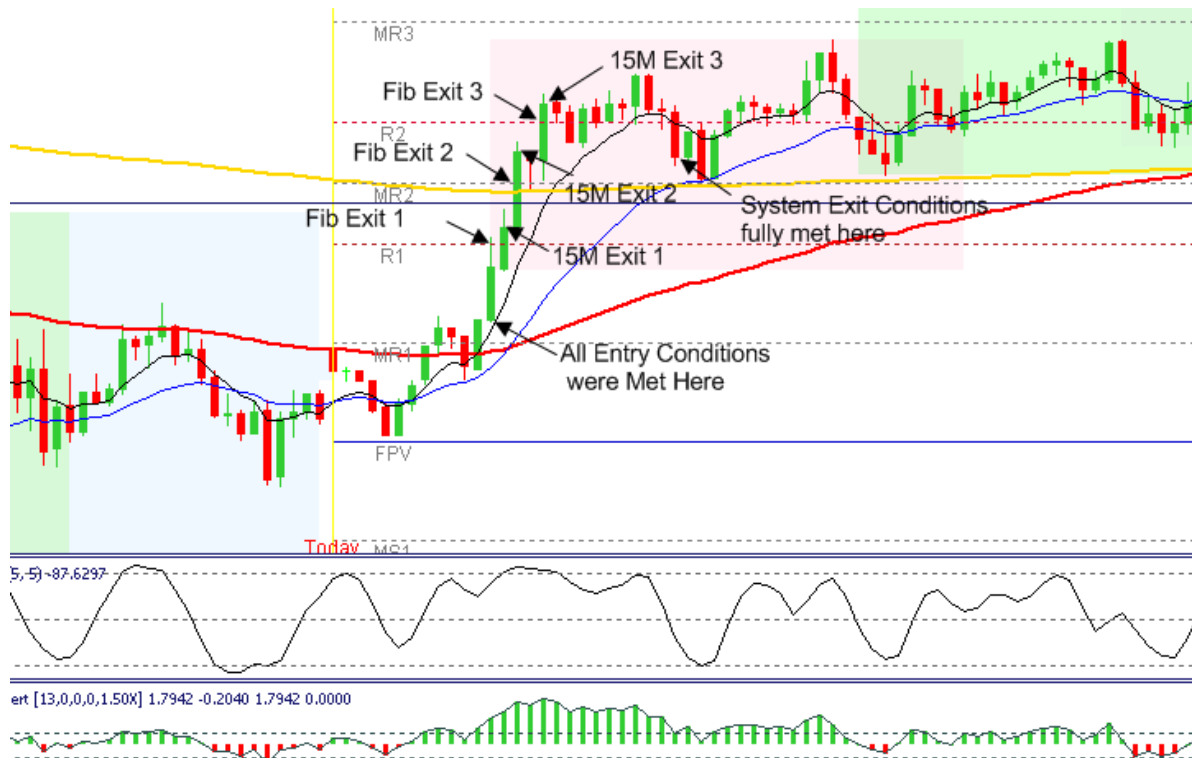 MR3
15M Exit 3
Fib Exit 3
R2
Fib Exit 2
MR2
15M Exit 2
System Exit Conditions
fully met here
Fib Exit 1
R1
15M Exit 1
MR1
All Entry Conditions
were Met Here
FPV
Today
MS1
5, -5) -87.6297
ert [13,0,0,0,1.50X] 1.7942 -0.2040 1.7942 0.0000